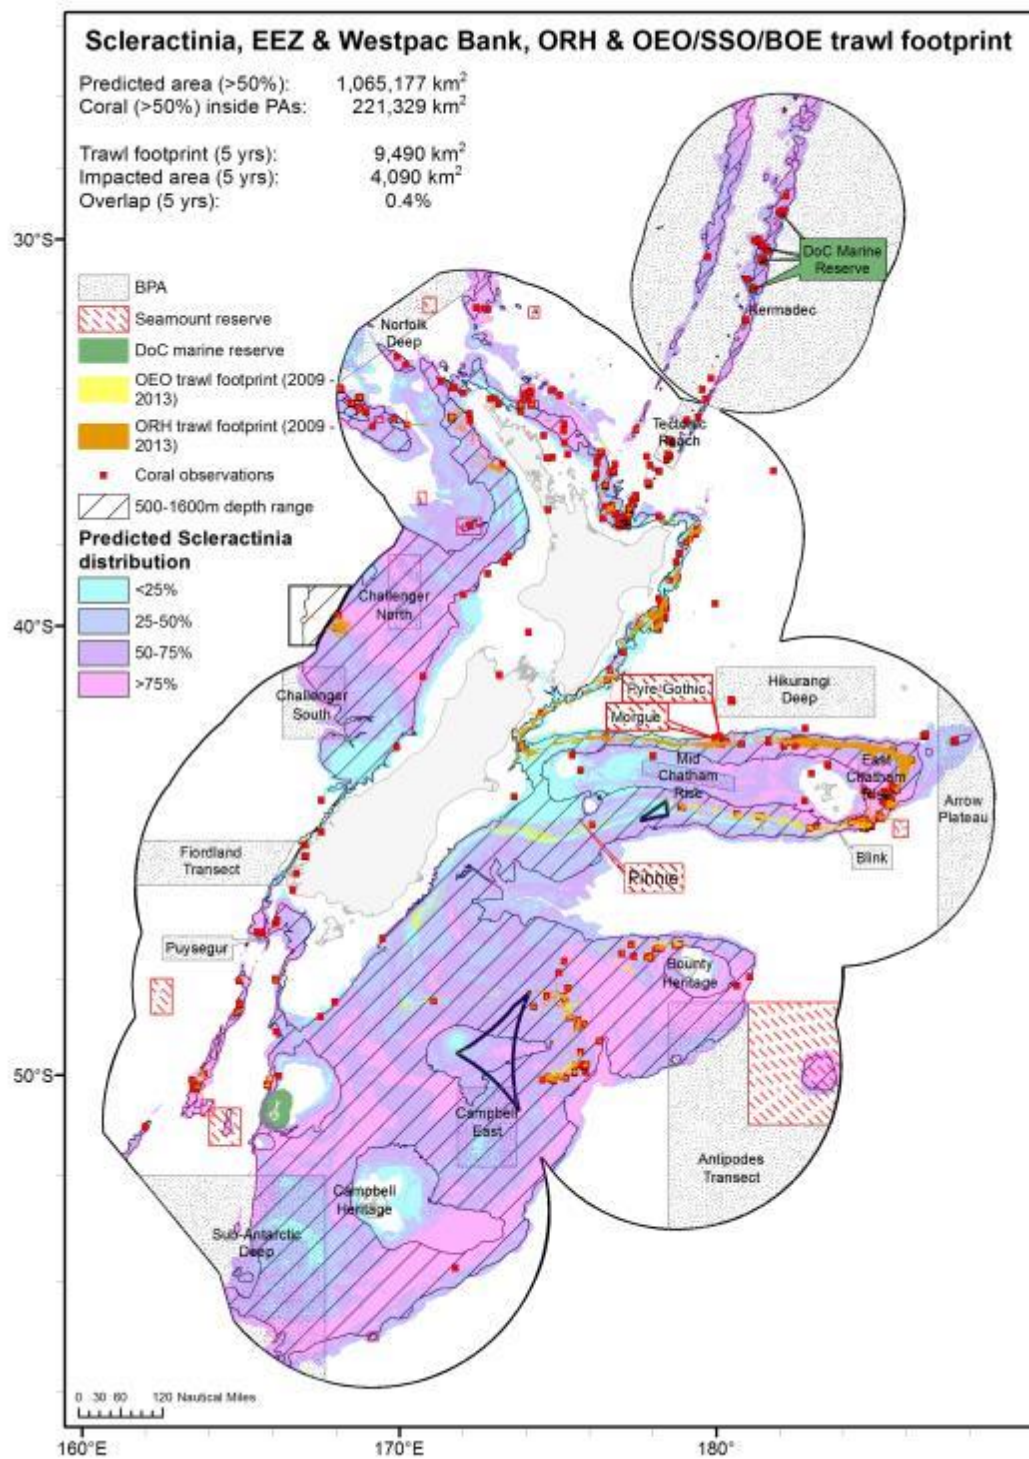 Scleractinia, EEZ & Westpac Bank, ORH & OEO/SSO/BOE trawl footprint
Predicted area (>50%): 1,065,177 km²
Coral (>50%) inside PAs: 221,329 km²
Trawl footprint (5 yrs): 9,490 km²
Impacted area (5 yrs): 4,090 km²
Overlap (5 yrs): 0.4%
30°S
40°S
50°S
BPA
Seamount reserve
DoC marine reserve
OEO trawl footprint (2009 -
2013)
ORH trawl footprint (2009 -
2013)
Coral observations
500-1600m depth range
Predicted Scleractinia
distribution
<25%
25-50%
50-75%
>75%
DoC Marine
Reserve
Kermadec
Norfolk
Deep
Tectonic
Reach
Challenger
North
Challenger
South
Pyre/Gothic
Morgue
Hikurangi
Deep
Mid
Chatham
Rise
East
Chatham
Rise
Arrow
Plateau
Blink
Pinnie
Fiordland
Transect
Puysegur
Bounty
Heritage
Campbell
East
Antipodes
Transect
Campbell
Heritage
Sub-Antarctic
Deep
0 30 60 120 Nautical Miles
160°E
170°E
180°